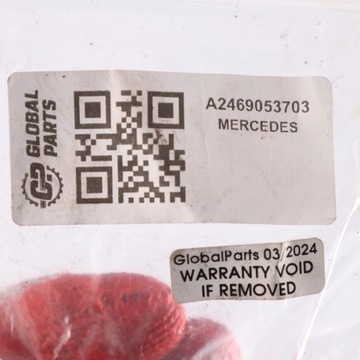 GLOBAL
PARTS
A2469053703
MERCEDES
GlobalParts 03/2024
WARRANTY VOID
IF REMOVED